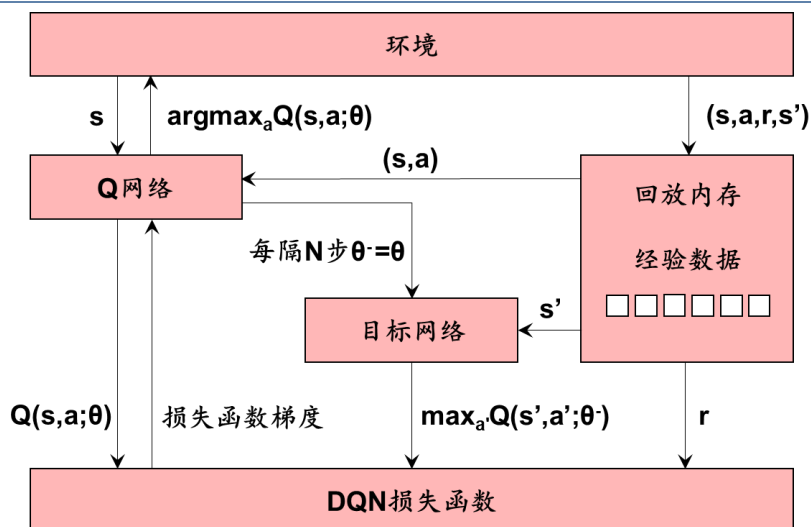 环境
s
argmaxₐQ(s,a;θ)
(s,a,r,s’)
(s,a)
Q网络
回放内存
每隔N步θ⁻=θ
经验数据
目标网络
s’
Q(s,a;θ)
损失函数梯度
maxₐ’Q(s’,a’;θ⁻)
r
DQN损失函数